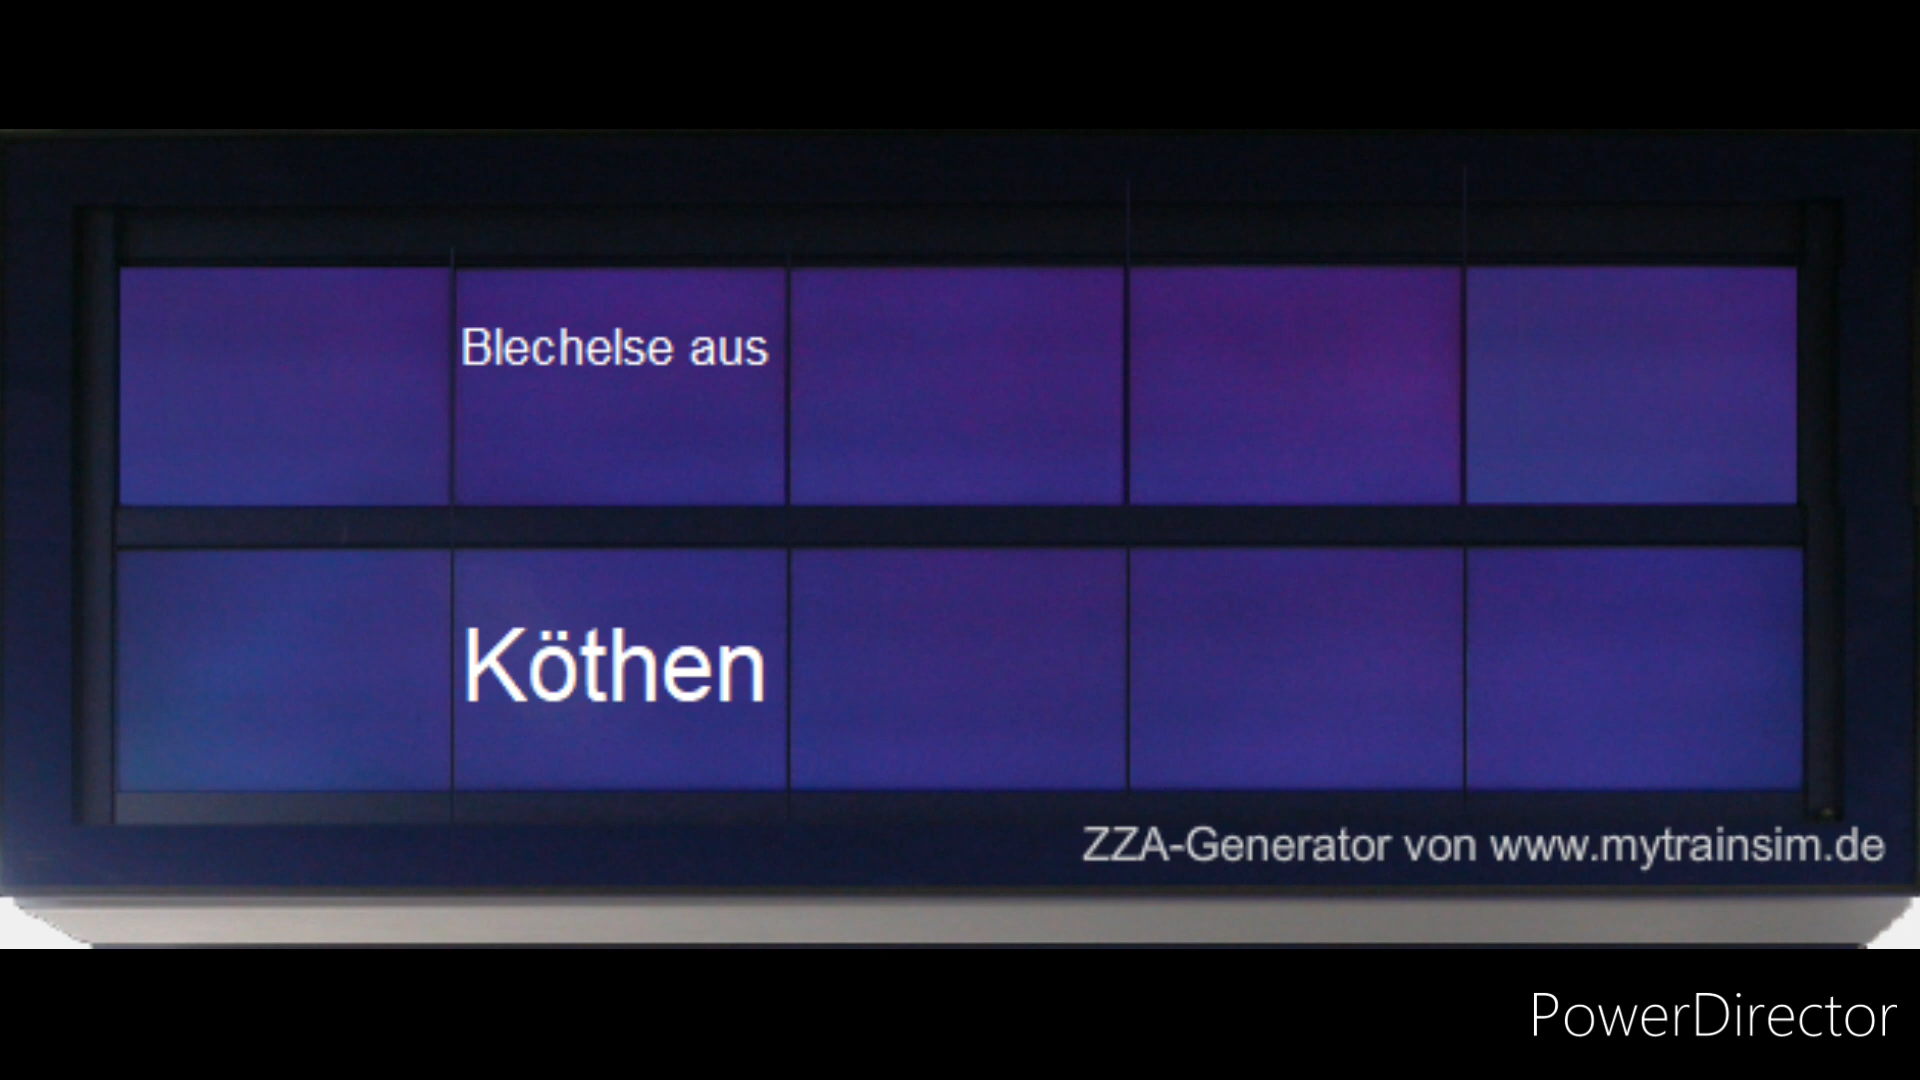 Blechelse aus
Köthen
ZZA-Generator von www.mytrainsim.de
PowerDirector